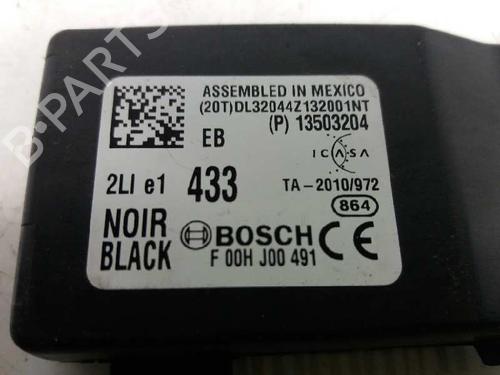 B-PARTS
ASSEMBLED IN MEXICO
(20T)DL32044Z132001NT
(P) 13503204
EB
ICASA
2LI e1 433
TA-2010/972
864
NOIR
BLACK
BOSCH CE
F 00H J00 491